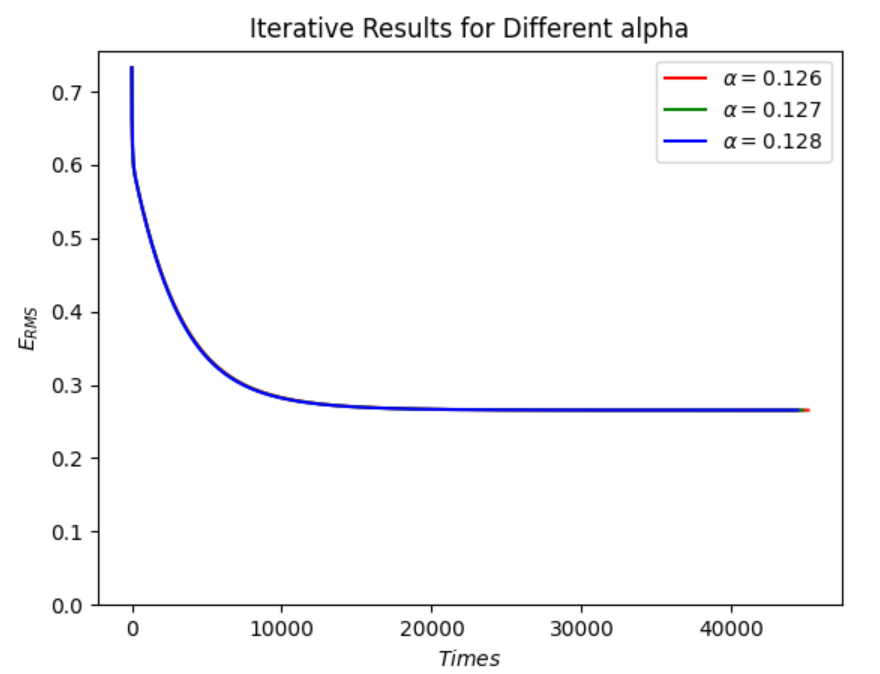 Iterative Results for Different alpha
α = 0.126
α = 0.127
α = 0.128
0.7
0.6
0.5
0.4
0.3
0.2
0.1
0.0
E_RMS
0 10000 20000 30000 40000
Times